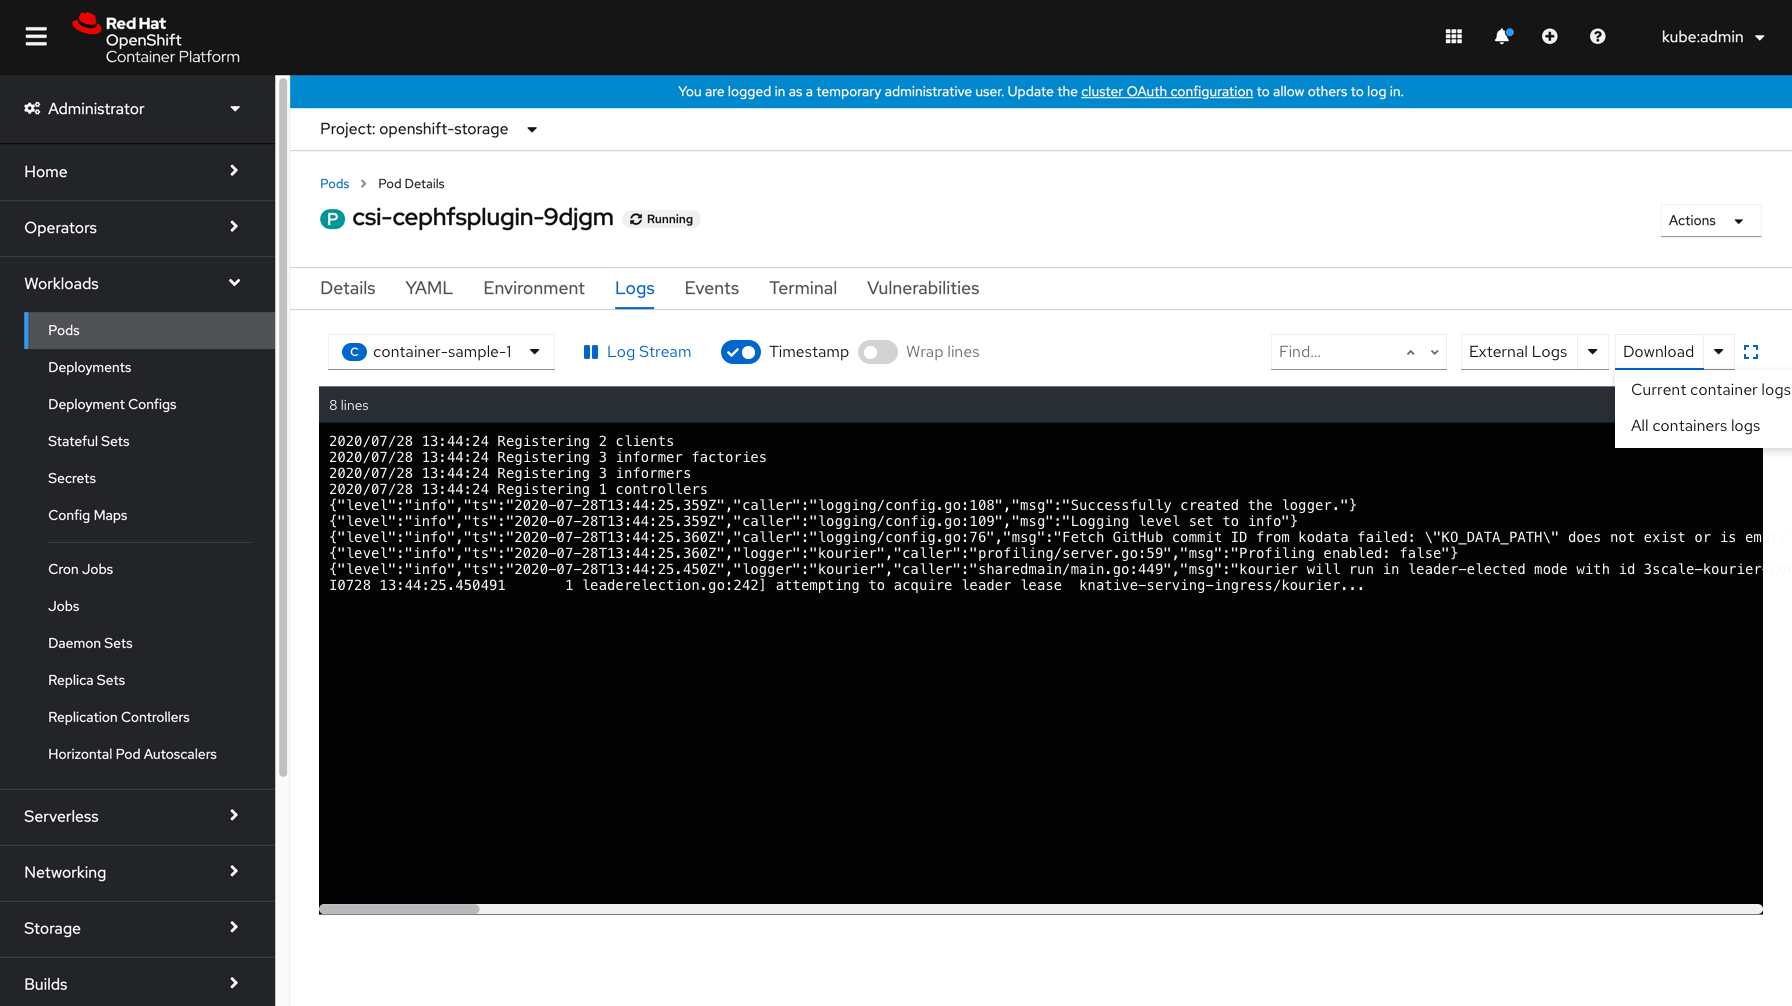 Red Hat
OpenShift
Container Platform
kube:admin
Administrator
Home
Operators
Workloads
Pods
Deployments
Deployment Configs
Stateful Sets
Secrets
Config Maps
Cron Jobs
Jobs
Daemon Sets
Replica Sets
Replication Controllers
Horizontal Pod Autoscalers
Serverless
Networking
Storage
Builds
You are logged in as a temporary administrative user. Update the cluster OAuth configuration to allow others to log in.
Project: openshift-storage
Pods > Pod Details
P csi-cephfsplugin-9djgm Running
Actions
Details YAML Environment Logs Events Terminal Vulnerabilities
C container-sample-1 Log Stream Timestamp Wrap lines Find... External Logs Download
Current container logs
All containers logs
8 lines
2020/07/28 13:44:24 Registering 2 clients
2020/07/28 13:44:24 Registering 3 informer factories
2020/07/28 13:44:24 Registering 3 informers
2020/07/28 13:44:24 Registering 1 controllers
{"level":"info","ts":"2020-07-28T13:44:25.359Z","caller":"logging/config.go:108","msg":"Successfully created the logger."}
{"level":"info","ts":"2020-07-28T13:44:25.359Z","caller":"logging/config.go:109","msg":"Logging level set to info"}
{"level":"info","ts":"2020-07-28T13:44:25.360Z","caller":"logging/config.go:76","msg":"Fetch GitHub commit ID from kodata failed: \"KO_DATA_PATH\" does not exist or is empty
{"level":"info","ts":"2020-07-28T13:44:25.360Z","logger":"kourier","caller":"profiling/server.go:59","msg":"Profiling enabled: false"}
{"level":"info","ts":"2020-07-28T13:44:25.450Z","logger":"kourier","caller":"sharedmain/main.go:449","msg":"kourier will run in leader-elected mode with id 3scale-kourier-
I0728 13:44:25.450491 1 leaderelection.go:242] attempting to acquire leader lease knative-serving-ingress/kourier...